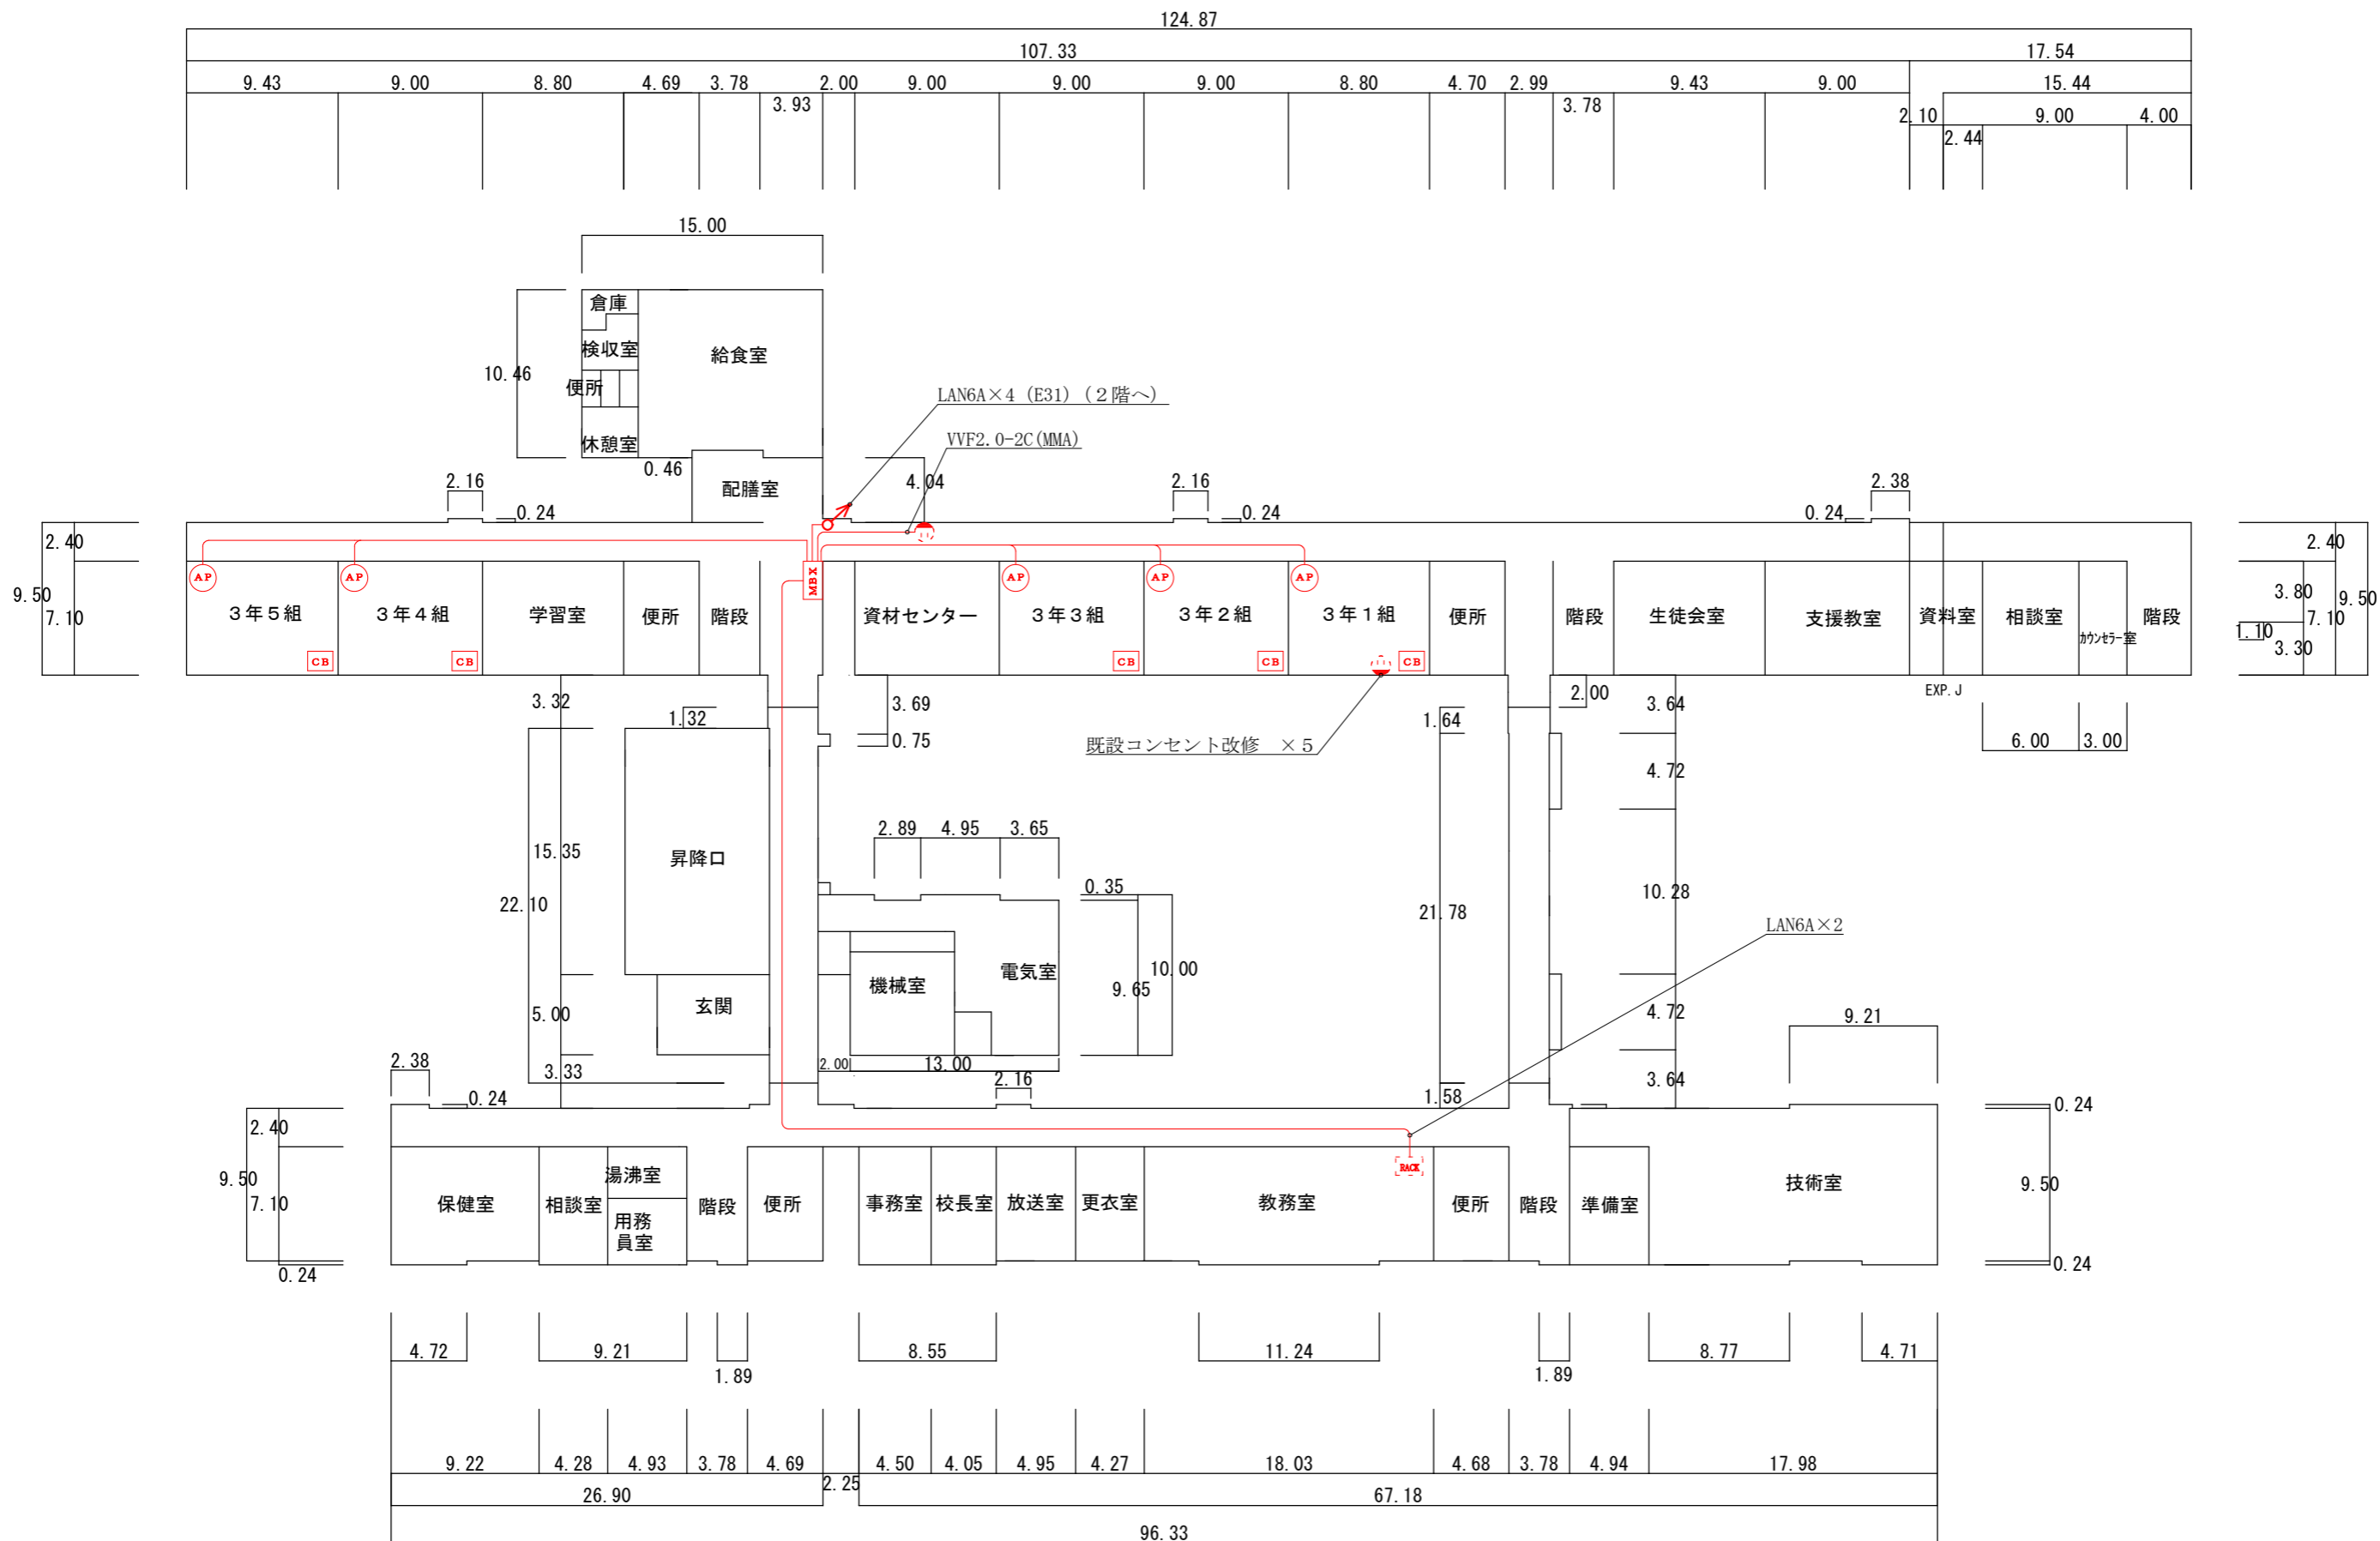 124.87
107.33 17.54
9.43 9.00 8.80 4.69 3.78 2.00 9.00 9.00 9.00 8.80 4.70 2.99 9.43 9.00 15.44
3.93 3.78
2.10 9.00 4.00
2.44
15.00
倉庫
検収室
給食室
10.46
便所
LAN6A×4 (E31) (２階へ)
休憩室
VVF2.0-2C(MMA)
0.46
2.16 配膳室 4.04 2.16 2.38
0.24 0.24 0.24
2.40 2.40
AP AP MBX AP AP AP
9.50 3.80 9.50
7.10 7.10
３年５組 ３年４組 学習室 便所 階段 資材センター ３年３組 ３年２組 ３年１組 便所 階段 生徒会室 支援教室 資料室 相談室 ｶｳﾝｾﾗｰ室 階段
1.10
3.30
CB CB CB CB CB
EXP.J
3.32 3.69 2.00 3.64
1.32 1.64
0.75
既設コンセント改修 ×５
6.00 3.00
4.72
2.89 4.95 3.65
15.35 昇降口
0.35 10.28
22.10 21.78
LAN6A×2
電気室 10.00
機械室 9.65
玄関
5.00 4.72 9.21
2.38 3.33 2.00 13.00
2.16 3.64
0.24 1.58 0.24
2.40
RACK
9.50 湯沸室 技術室 9.50
7.10 保健室 相談室 階段 便所 事務室 校長室 放送室 更衣室 教務室 便所 階段 準備室
用務
員室
0.24 0.24
4.72 9.21 8.55 11.24 8.77 4.71
1.89 1.89
9.22 4.28 4.93 3.78 4.69 4.50 4.05 4.95 4.27 18.03 4.68 3.78 4.94 17.98
2.25
26.90 67.18
96.33